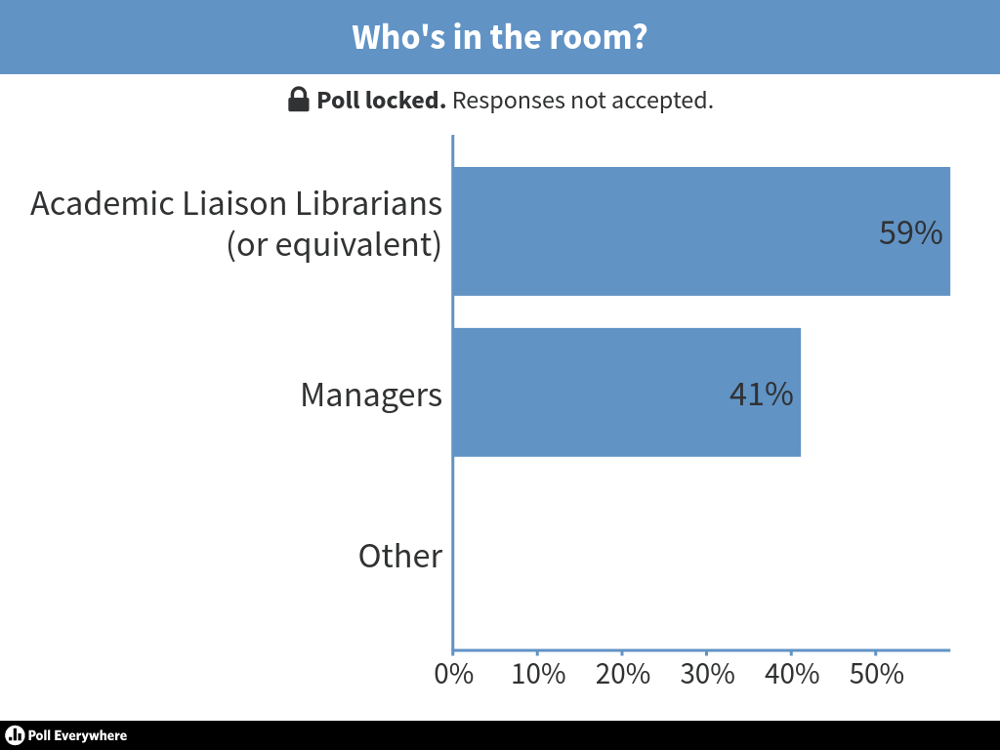 Who's in the room?
Poll locked. Responses not accepted.
Academic Liaison Librarians
(or equivalent)
59%
Managers
41%
Other
0%
10%
20%
30%
40%
50%
Poll Everywhere